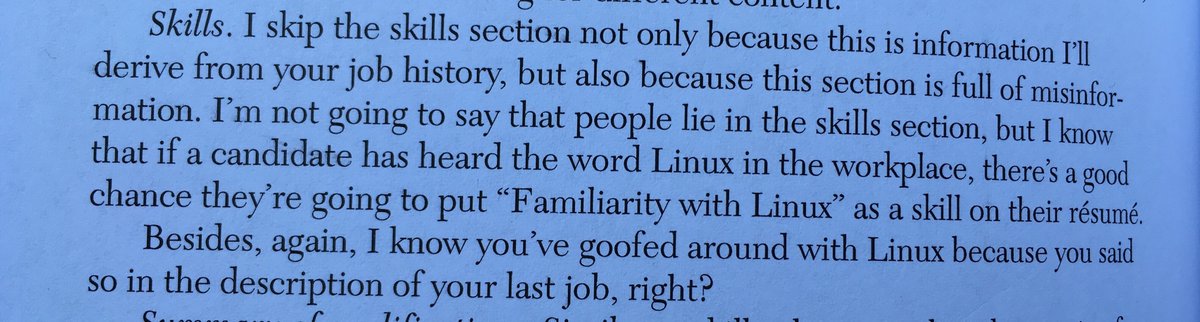 Skills. I skip the skills section not only because this is information I’ll
derive from your job history, but also because this section is full of misinfor-
mation. I’m not going to say that people lie in the skills section, but I know
that if a candidate has heard the word Linux in the workplace, there’s a good
chance they’re going to put “Familiarity with Linux” as a skill on their résumé.
Besides, again, I know you’ve goofed around with Linux because you said
so in the description of your last job, right?